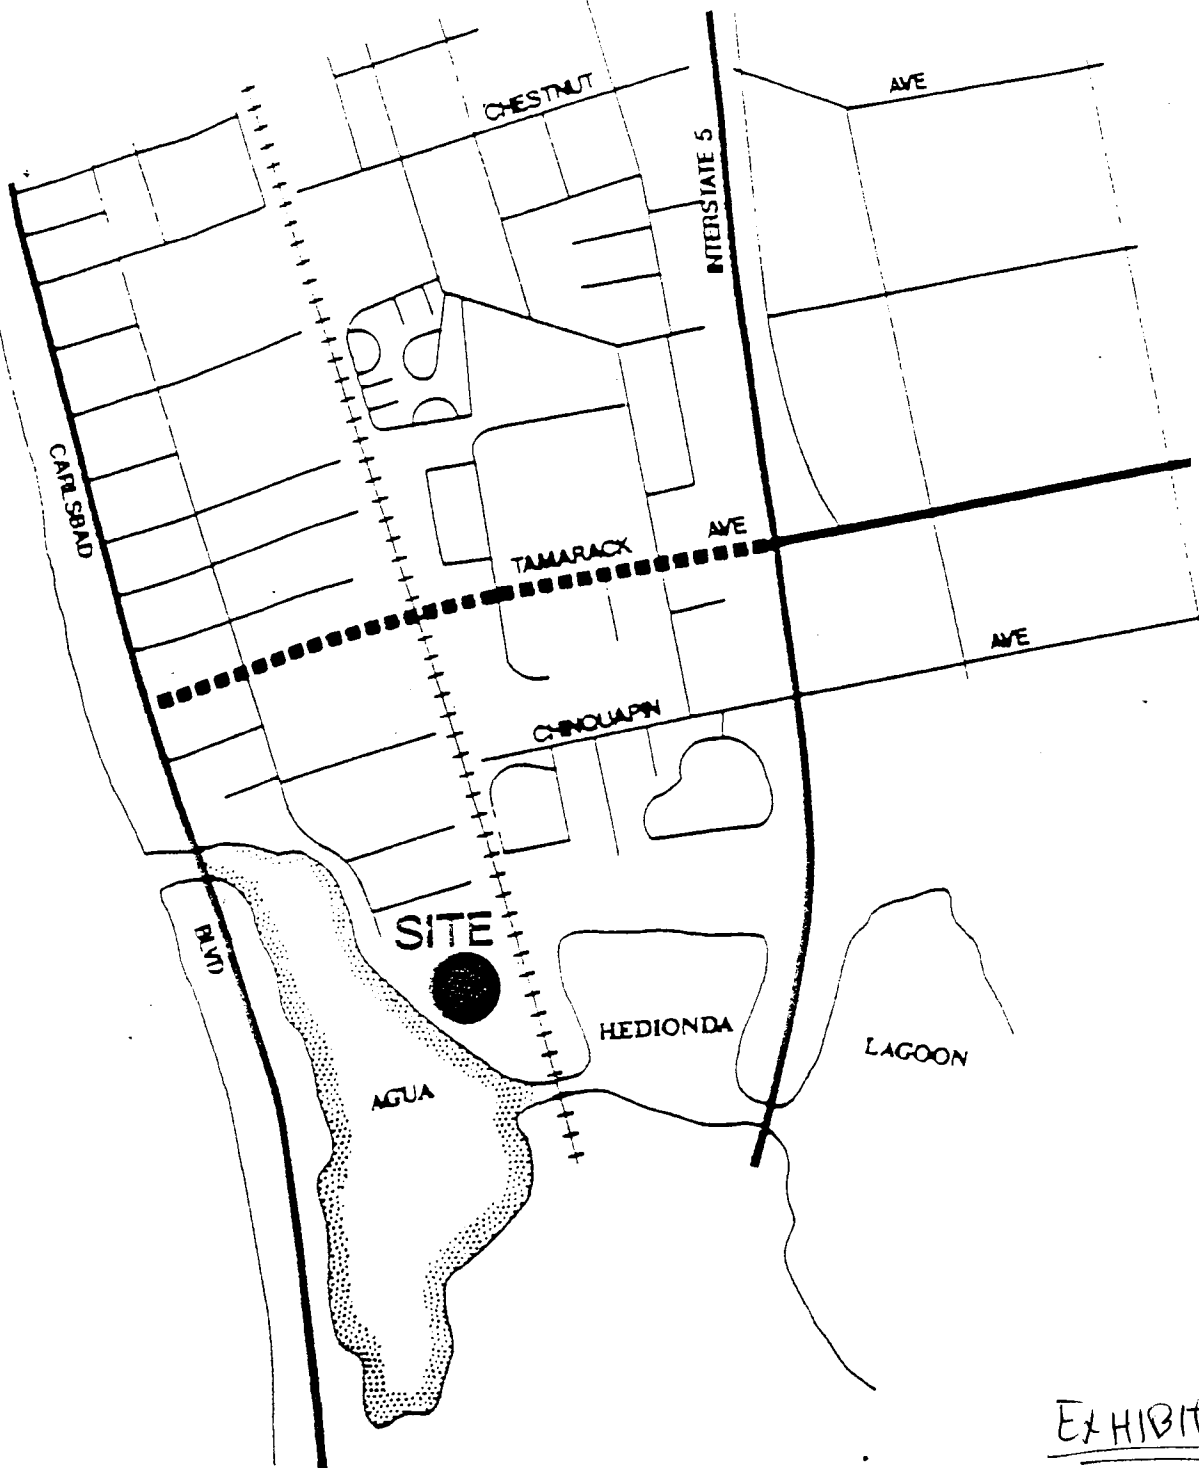 CHESTNUT
AVE
INTERSTATE 5
CARLSBAD
TAMARACK
AVE
AVE
CHINQUAPIN
SITE
BLVD
HEDIONDA
LAGOON
AGUA
EXHIBIT